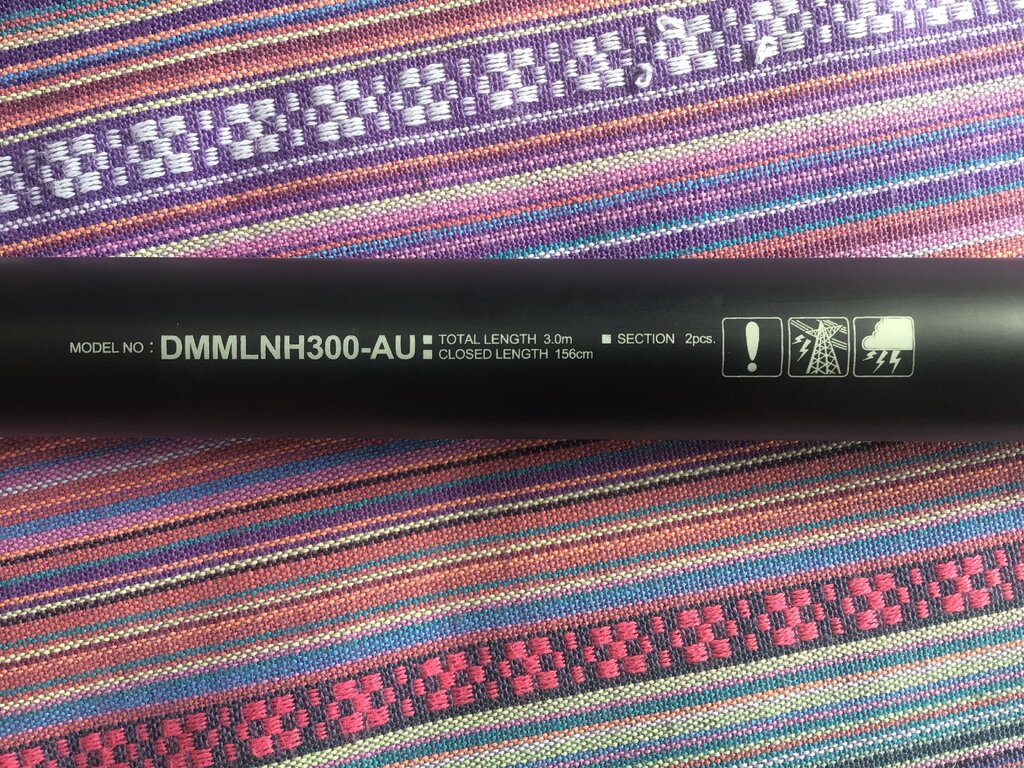 MODEL NO : DMMLNH300-AU
■ TOTAL LENGTH 3.0m ■ SECTION 2pcs.
■ CLOSED LENGTH 156cm